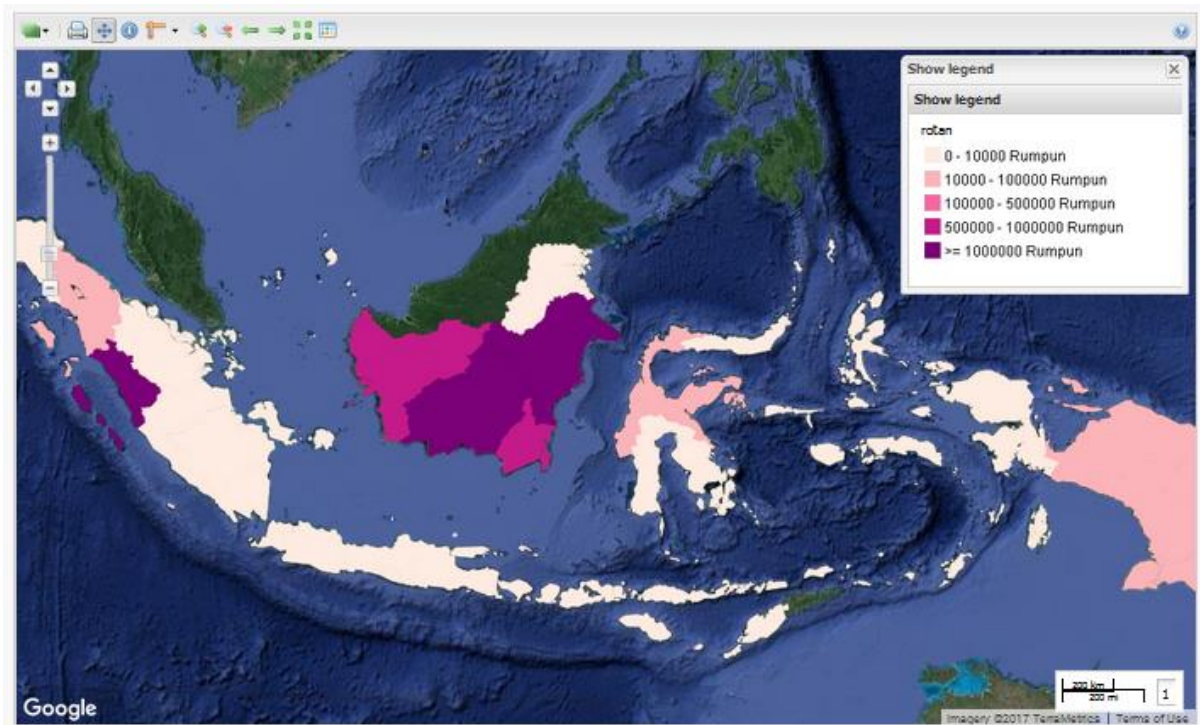 Show legend
Show legend
rotan
0 - 10000 Rumpun
10000 - 100000 Rumpun
100000 - 500000 Rumpun
500000 - 1000000 Rumpun
>= 1000000 Rumpun
200 km
200 mi
1
Google
Imagery ©2017 TerraMetrics | Terms of Use